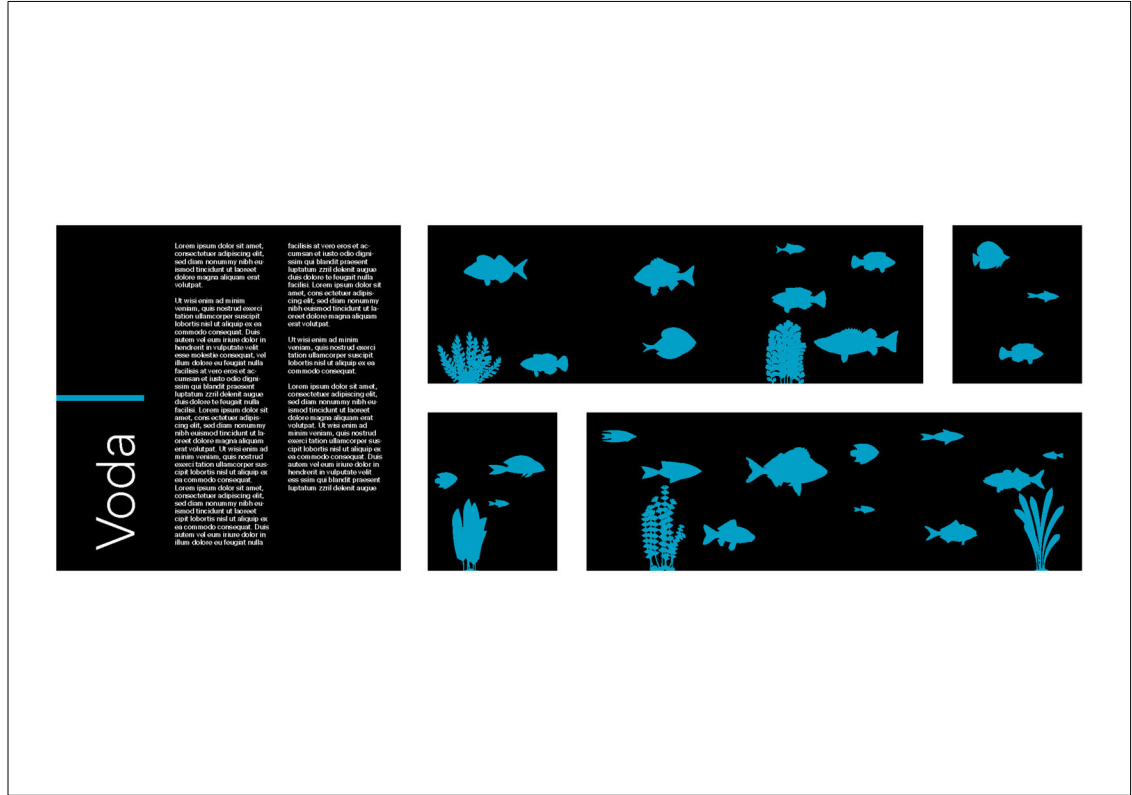 Voda
Lorem ipsum dolor sit amet,
consectetuer adipiscing elit,
sed diam nonummy nibh eu-
ismod tincidunt ut laoreet
dolore magna aliquam erat
volutpat.
Ut wisi enim ad minim
veniam, quis nostrud exerci
tation ullamcorper suscipit
lobortis nisl ut aliquip ex ea
commodo consequat. Duis
autem vel eum iriure dolor in
hendrerit in vulputate velit
esse molestie consequat, vel
illum dolore eu feugiat nulla
facilisis at vero eros et ac-
cumsan et iusto odio digni-
ssim qui blandit praesent
luptatum zzril delenit augue
duis dolore te feugait nulla
facilisi. Lorem ipsum dolor sit
amet, cons ectetuer adipis-
cing elit, sed diam nonummy
nibh euismod tincidunt ut la-
oreet dolore magna aliquam
erat volutpat. Ut wisi enim ad
minim veniam, quis nostrud
exerci tation ullamcorper sus-
cipit lobortis nisl ut aliquip ex
ea commodo consequat.
Lorem ipsum dolor sit amet,
consectetuer adipiscing elit,
sed diam nonummy nibh eu-
ismod tincidunt ut laoreet
cipit lobortis nisl ut aliquip ex
ea commodo consequat. Duis
autem vel eum iriure dolor in
illum dolore eu feugiat nulla
facilisis at vero eros et ac-
cumsan et iusto odio digni-
ssim qui blandit praesent
luptatum zzril delenit augue
duis dolore te feugait nulla
facilisi. Lorem ipsum dolor sit
amet, cons ectetuer adipis-
cing elit, sed diam nonummy
nibh euismod tincidunt ut la-
oreet dolore magna aliquam
erat volutpat.
Ut wisi enim ad minim
veniam, quis nostrud exerci
tation ullamcorper suscipit
lobortis nisl ut aliquip ex ea
commodo consequat.
Lorem ipsum dolor sit amet,
consectetuer adipiscing elit,
sed diam nonummy nibh eu-
ismod tincidunt ut laoreet
dolore magna aliquam erat
volutpat. Ut wisi enim ad
minim veniam, quis nostrud
exerci tation ullamcorper sus-
cipit lobortis nisl ut aliquip ex
ea commodo consequat. Duis
autem vel eum iriure dolor in
hendrerit in vulputate velit
ess ssim qui blandit praesent
luptatum zzril delenit augue